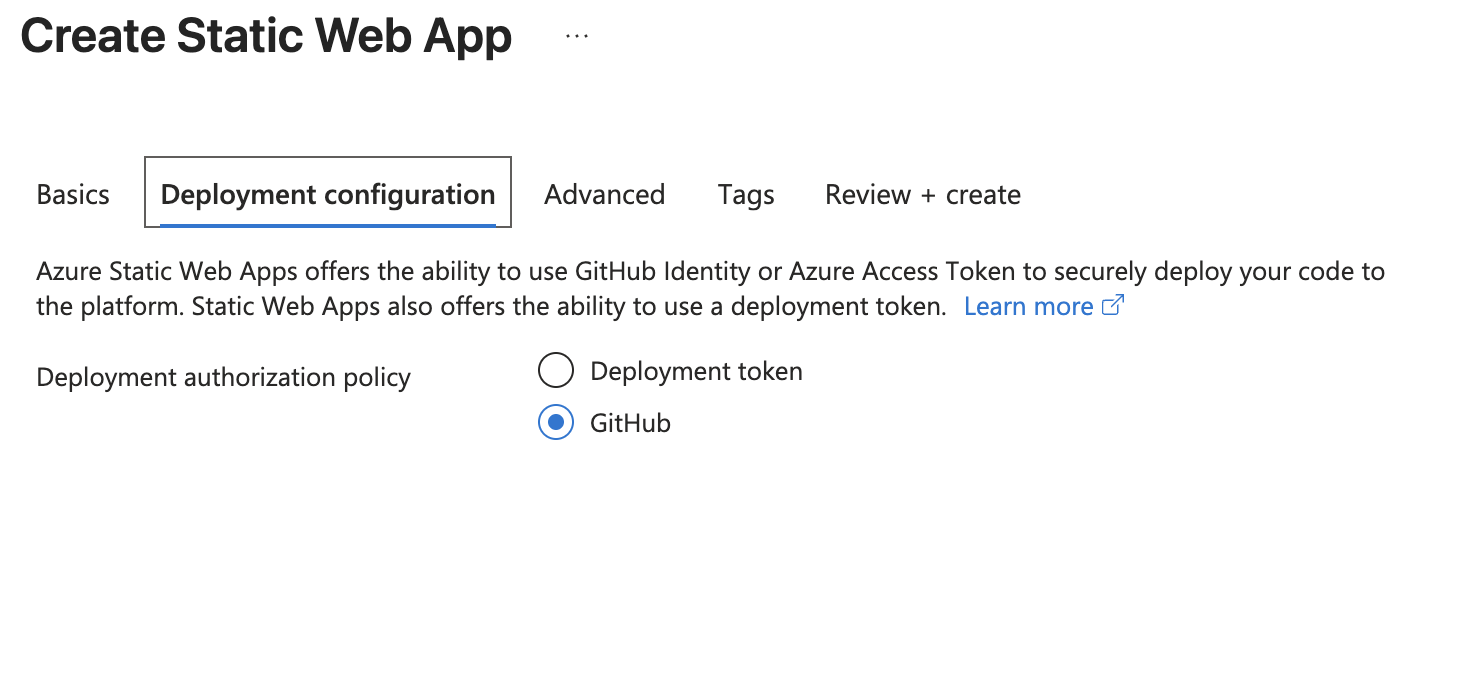 Create Static Web App ...
Basics Deployment configuration Advanced Tags Review + create
Azure Static Web Apps offers the ability to use GitHub Identity or Azure Access Token to securely deploy your code to
the platform. Static Web Apps also offers the ability to use a deployment token. Learn more
Deployment authorization policy
Deployment token
GitHub